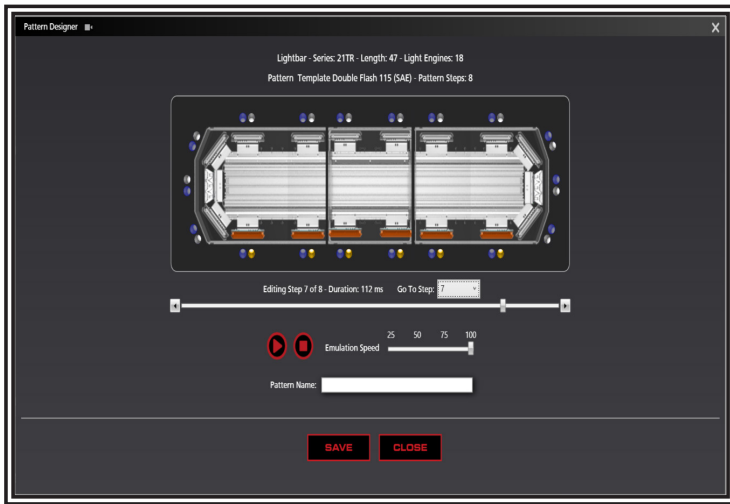 Pattern Designer
X
Lightbar - Series: 21TR - Length: 47 - Light Engines: 18
Pattern Template Double Flash 115 (SAE) - Pattern Steps: 8
Editing Step 7 of 8 - Duration: 112 ms Go To Step: 7
25 50 75 100
Emulation Speed
Pattern Name:
SAVE CLOSE